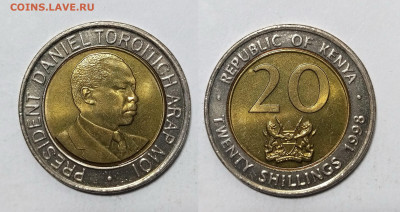 COINS.LAVE.RU
PRESIDENT DANIEL TOROITICH ARAP MOI
REPUBLIC OF KENYA
20
TWENTY SHILLINGS 1998